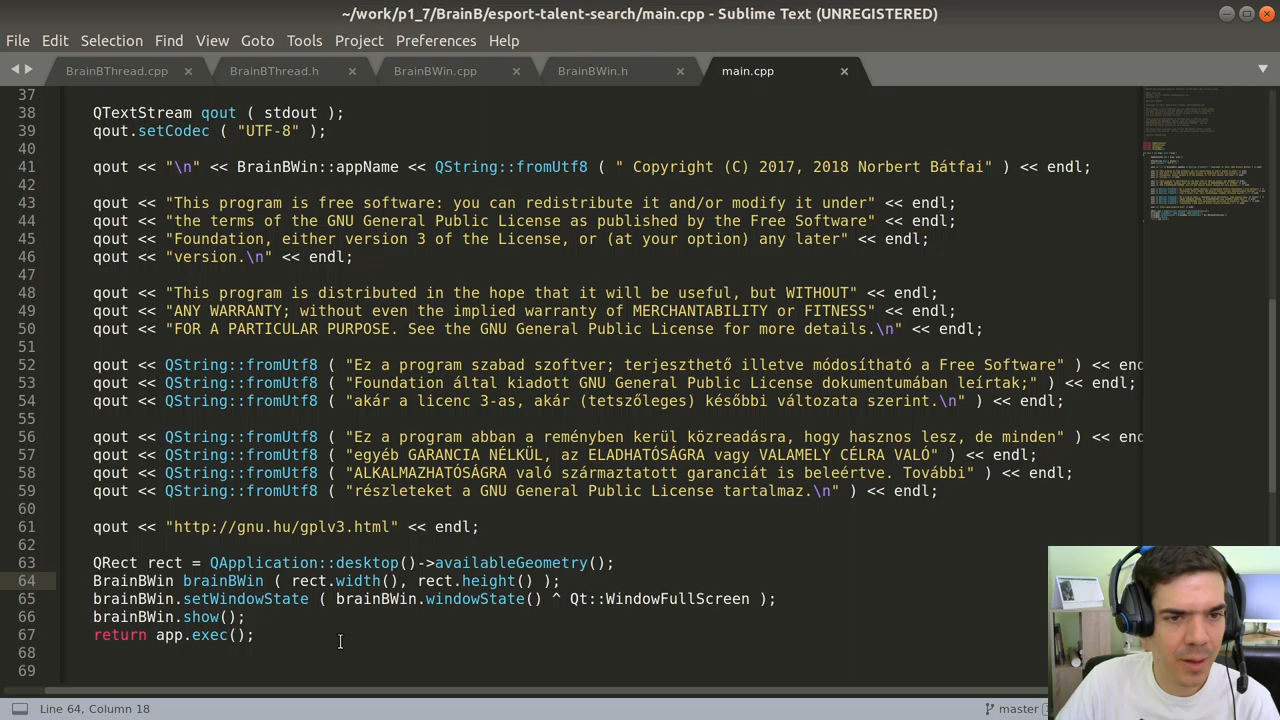 ~/work/p1_7/BrainB/esport-talent-search/main.cpp - Sublime Text (UNREGISTERED)
File Edit Selection Find View Goto Tools Project Preferences Help
BrainBThread.cpp BrainBThread.h BrainBWin.cpp BrainBWin.h main.cpp
37
38 QTextStream qout ( stdout );
39 qout.setCodec ( "UTF-8" );
40
41 qout << "\n" << BrainBWin::appName << QString::fromUtf8 ( " Copyright (C) 2017, 2018 Norbert Bátfai" ) << endl;
42
43 qout << "This program is free software: you can redistribute it and/or modify it under" << endl;
44 qout << "the terms of the GNU General Public License as published by the Free Software" << endl;
45 qout << "Foundation, either version 3 of the License, or (at your option) any later" << endl;
46 qout << "version.\n" << endl;
47
48 qout << "This program is distributed in the hope that it will be useful, but WITHOUT" << endl;
49 qout << "ANY WARRANTY; without even the implied warranty of MERCHANTABILITY or FITNESS" << endl;
50 qout << "FOR A PARTICULAR PURPOSE. See the GNU General Public License for more details.\n" << endl;
51
52 qout << QString::fromUtf8 ( "Ez a program szabad szoftver; terjeszthető illetve módosítható a Free Software" ) << end
53 qout << QString::fromUtf8 ( "Foundation által kiadott GNU General Public License dokumentumában leírtak;" ) << endl;
54 qout << QString::fromUtf8 ( "akár a licenc 3-as, akár (tetszőleges) későbbi változata szerint.\n" ) << endl;
55
56 qout << QString::fromUtf8 ( "Ez a program abban a reményben kerül közreadásra, hogy hasznos lesz, de minden" ) << end
57 qout << QString::fromUtf8 ( "egyéb GARANCIA NÉLKÜL, az ELADHATÓSÁGRA vagy VALAMELY CÉLRA VALÓ" ) << endl;
58 qout << QString::fromUtf8 ( "ALKALMAZHATÓSÁGRA való származtatott garanciát is beleértve. További" ) << endl;
59 qout << QString::fromUtf8 ( "részleteket a GNU General Public License tartalmaz.\n" ) << endl;
60
61 qout << "http://gnu.hu/gplv3.html" << endl;
62
63 QRect rect = QApplication::desktop()->availableGeometry();
64 BrainBWin brainBWin ( rect.width(), rect.height() );
65 brainBWin.setWindowState ( brainBWin.windowState() ^ Qt::WindowFullScreen );
66 brainBWin.show();
67 return app.exec();
68
69
Line 64, Column 18 master